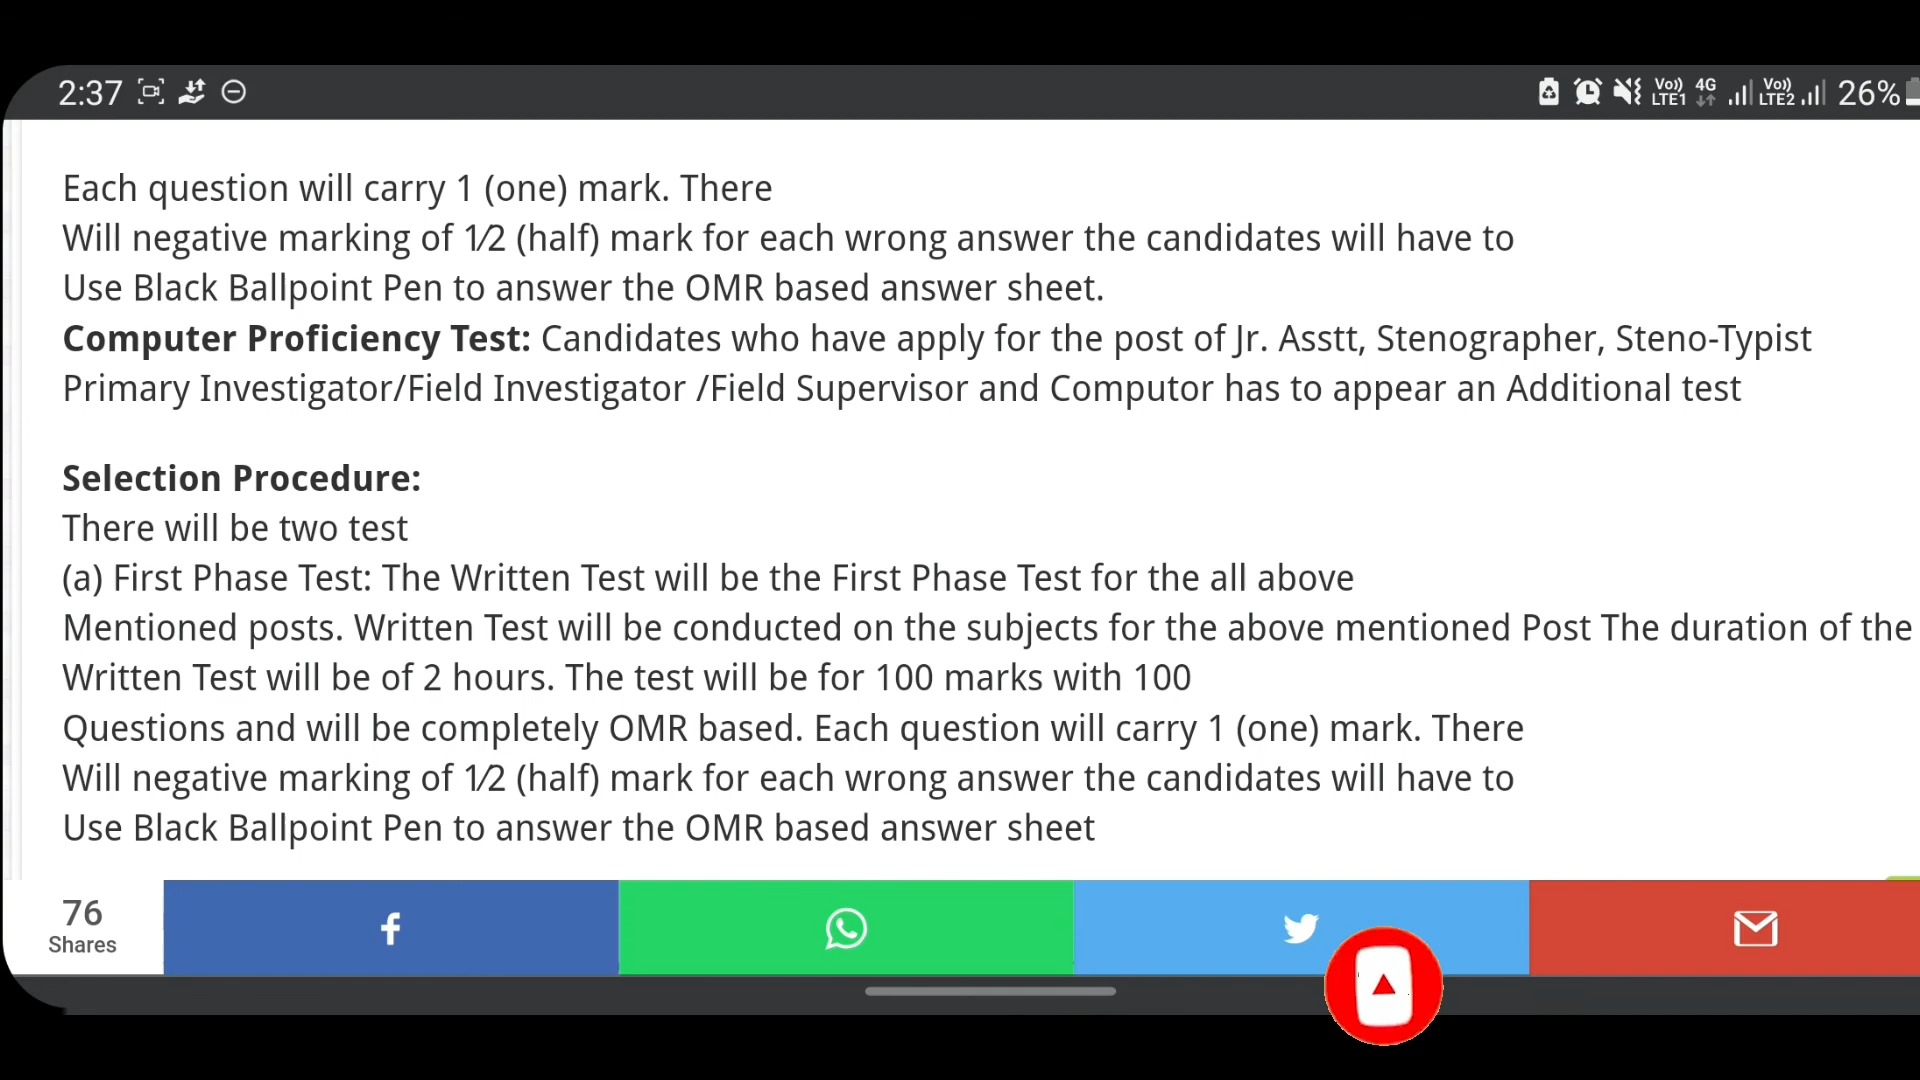 2:37
Vo)) LTE1 4G Vo)) LTE2 26%
Each question will carry 1 (one) mark. There
Will negative marking of 1⁄2 (half) mark for each wrong answer the candidates will have to
Use Black Ballpoint Pen to answer the OMR based answer sheet.
Computer Proficiency Test: Candidates who have apply for the post of Jr. Asstt, Stenographer, Steno-Typist
Primary Investigator/Field Investigator /Field Supervisor and Computor has to appear an Additional test
Selection Procedure:
There will be two test
(a) First Phase Test: The Written Test will be the First Phase Test for the all above
Mentioned posts. Written Test will be conducted on the subjects for the above mentioned Post The duration of the
Written Test will be of 2 hours. The test will be for 100 marks with 100
Questions and will be completely OMR based. Each question will carry 1 (one) mark. There
Will negative marking of 1⁄2 (half) mark for each wrong answer the candidates will have to
Use Black Ballpoint Pen to answer the OMR based answer sheet
76
Shares